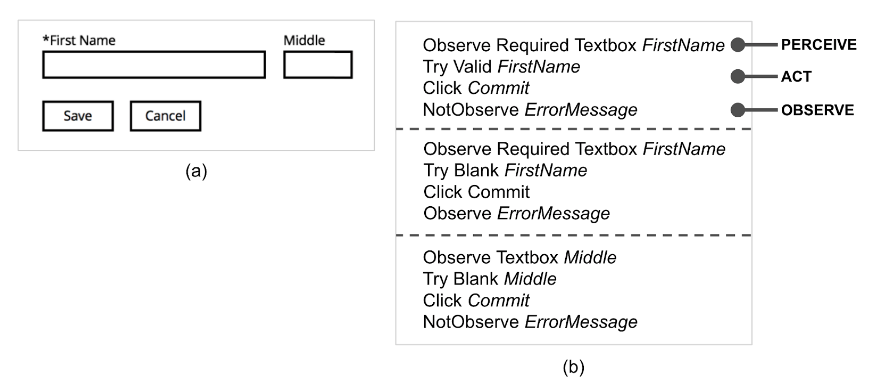 *First Name Middle
Save Cancel
(a)
Observe Required Textbox FirstName PERCEIVE
Try Valid FirstName ACT
Click Commit
NotObserve ErrorMessage OBSERVE
Observe Required Textbox FirstName
Try Blank FirstName
Click Commit
Observe ErrorMessage
Observe Textbox Middle
Try Blank Middle
Click Commit
NotObserve ErrorMessage
(b)